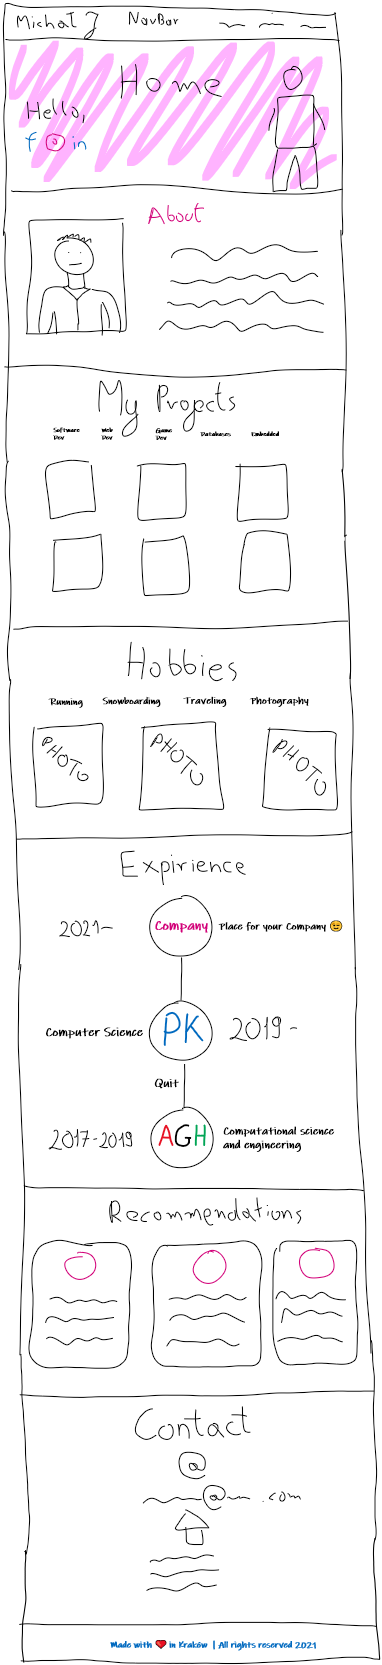 Michał J NavBar
Home
Hello,
f in
About
My Projects
Software Dev
Web Dev
Game Dev
Databases
Embedded
Hobbies
Running Snowboarding Traveling Photography
PHOTO PHOTO PHOTO
Expirience
2021- Company Place for your Company 😉
Computer Science PK 2019-
Quit
2017-2019 AGH Computational science
and engineering
Recommendations
Contact
@
@ .com
Made with ❤ in Kraków | All rights reserved 2021